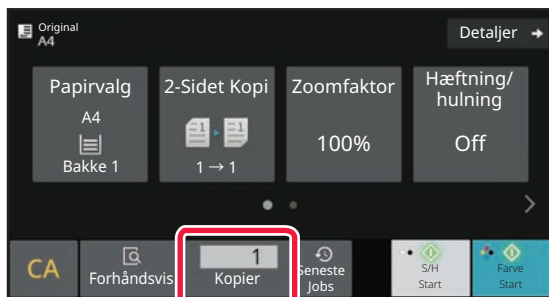 Original
A4
Detaljer
Papirvalg
A4
Bakke 1
2-Sidet Kopi
1 → 1
Zoomfaktor
100%
Hæftning/
hulning
Off
CA
Forhåndsvis
1
Kopier
Seneste
Jobs
S/H
Start
Farve
Start